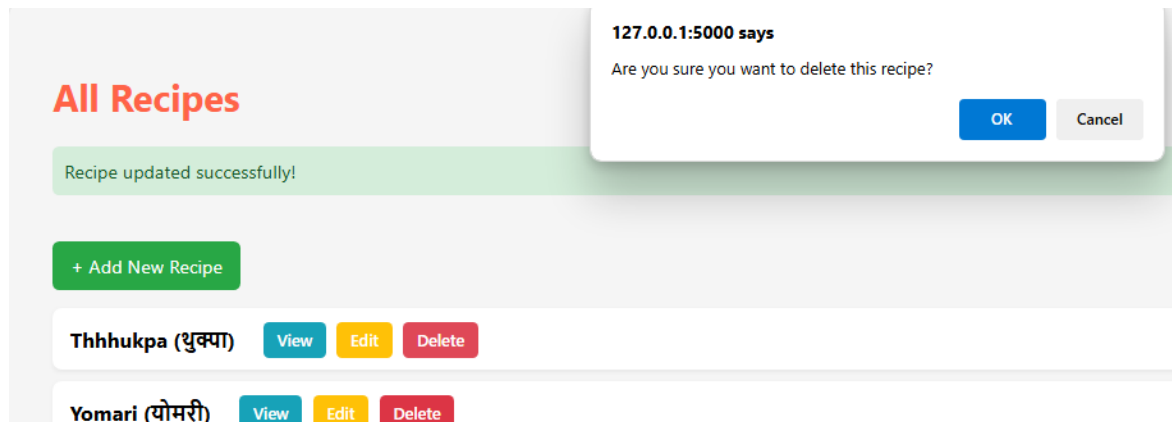 127.0.0.1:5000 says
Are you sure you want to delete this recipe?
OK Cancel
All Recipes
Recipe updated successfully!
+ Add New Recipe
Thhhukpa (थुक्पा) View Edit Delete
Yomari (योमरी) View Edit Delete